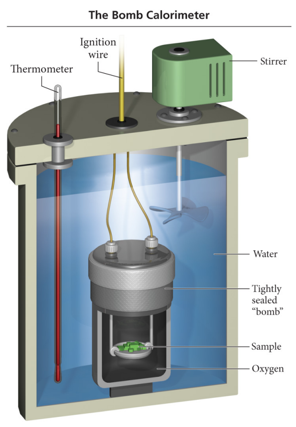 The Bomb Calorimeter
Ignition
wire
Thermometer
Stirrer
Water
Tightly
sealed
“bomb”
Sample
Oxygen